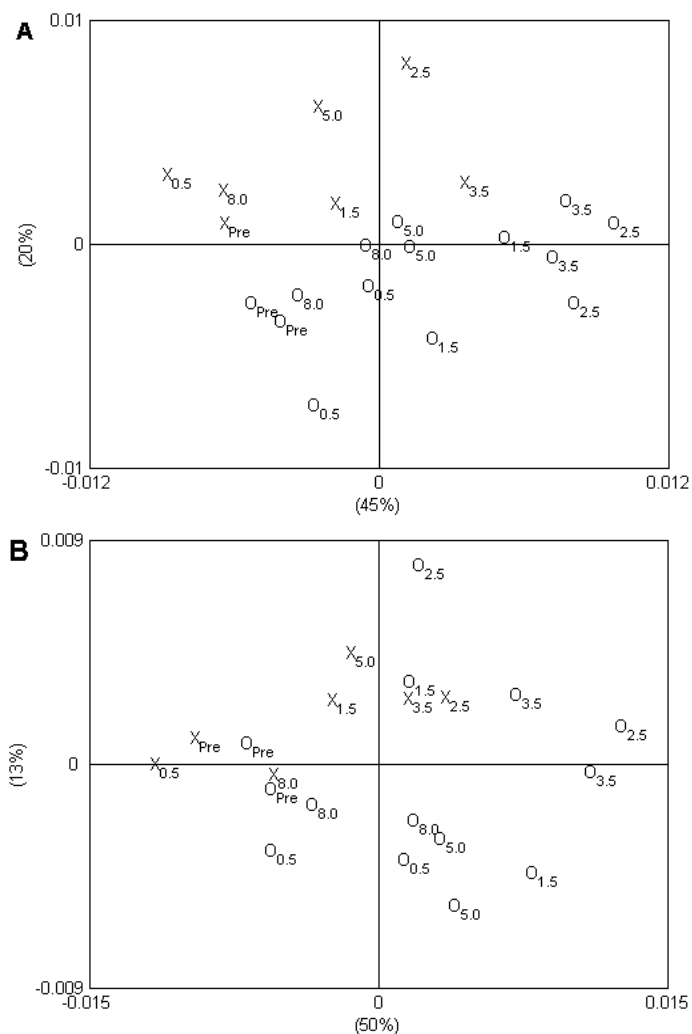 A
0.01
X2.5
X5.0
X0.5
X8.0
X3.5
X1.5
O3.5
XPre
O5.0
O2.5
O1.5
0
O8.0
O5.0
O3.5
(20%)
O0.5
O8.0
OPre
O2.5
OPre
O1.5
O0.5
-0.01
-0.012
0
0.012
(45%)
B
0.009
O2.5
X5.0
O1.5
X1.5
X3.5
X2.5
O3.5
O2.5
XPre
OPre
0
X0.5
(13%)
X8.0
O3.5
OPre
O8.0
O8.0
O5.0
O0.5
O0.5
O1.5
O5.0
-0.009
-0.015
0
0.015
(50%)